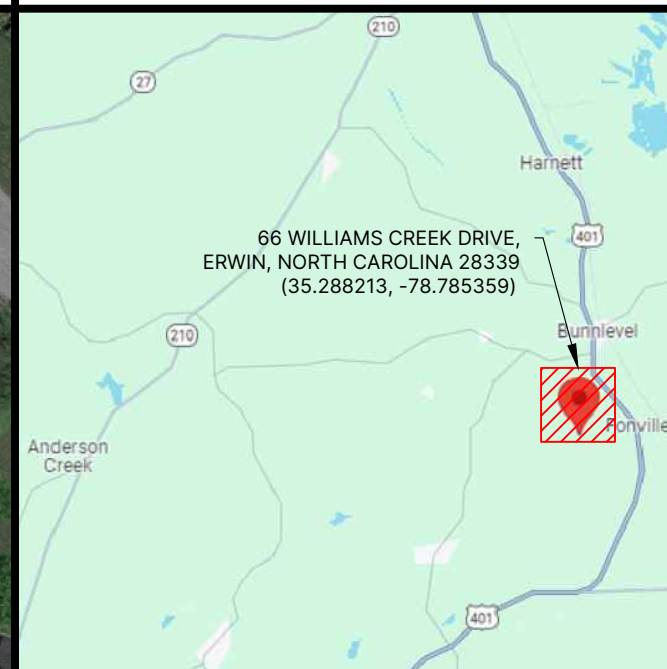 210
27
Harnett
66 WILLIAMS CREEK DRIVE,
ERWIN, NORTH CAROLINA 28339
(35.288213, -78.785359)
401
Bunnlevel
210
Fonville
Anderson
Creek
401